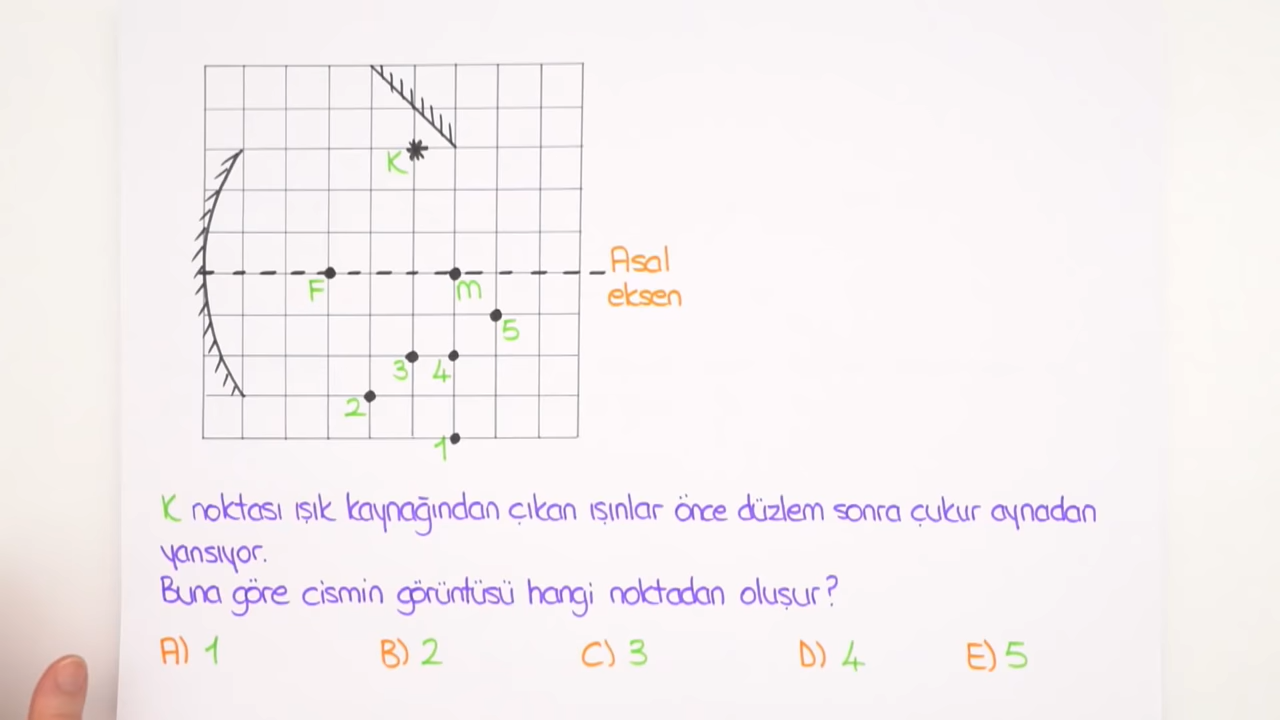 K
Asal
eksen
F
m
5
3
4
2
1
K noktası ışık kaynağından çıkan ışınlar önce düzlem sonra çukur aynadan
yansıyor.
Buna göre cismin görüntüsü hangi noktadan oluşur?
A) 1 B) 2 C) 3 D) 4 E) 5